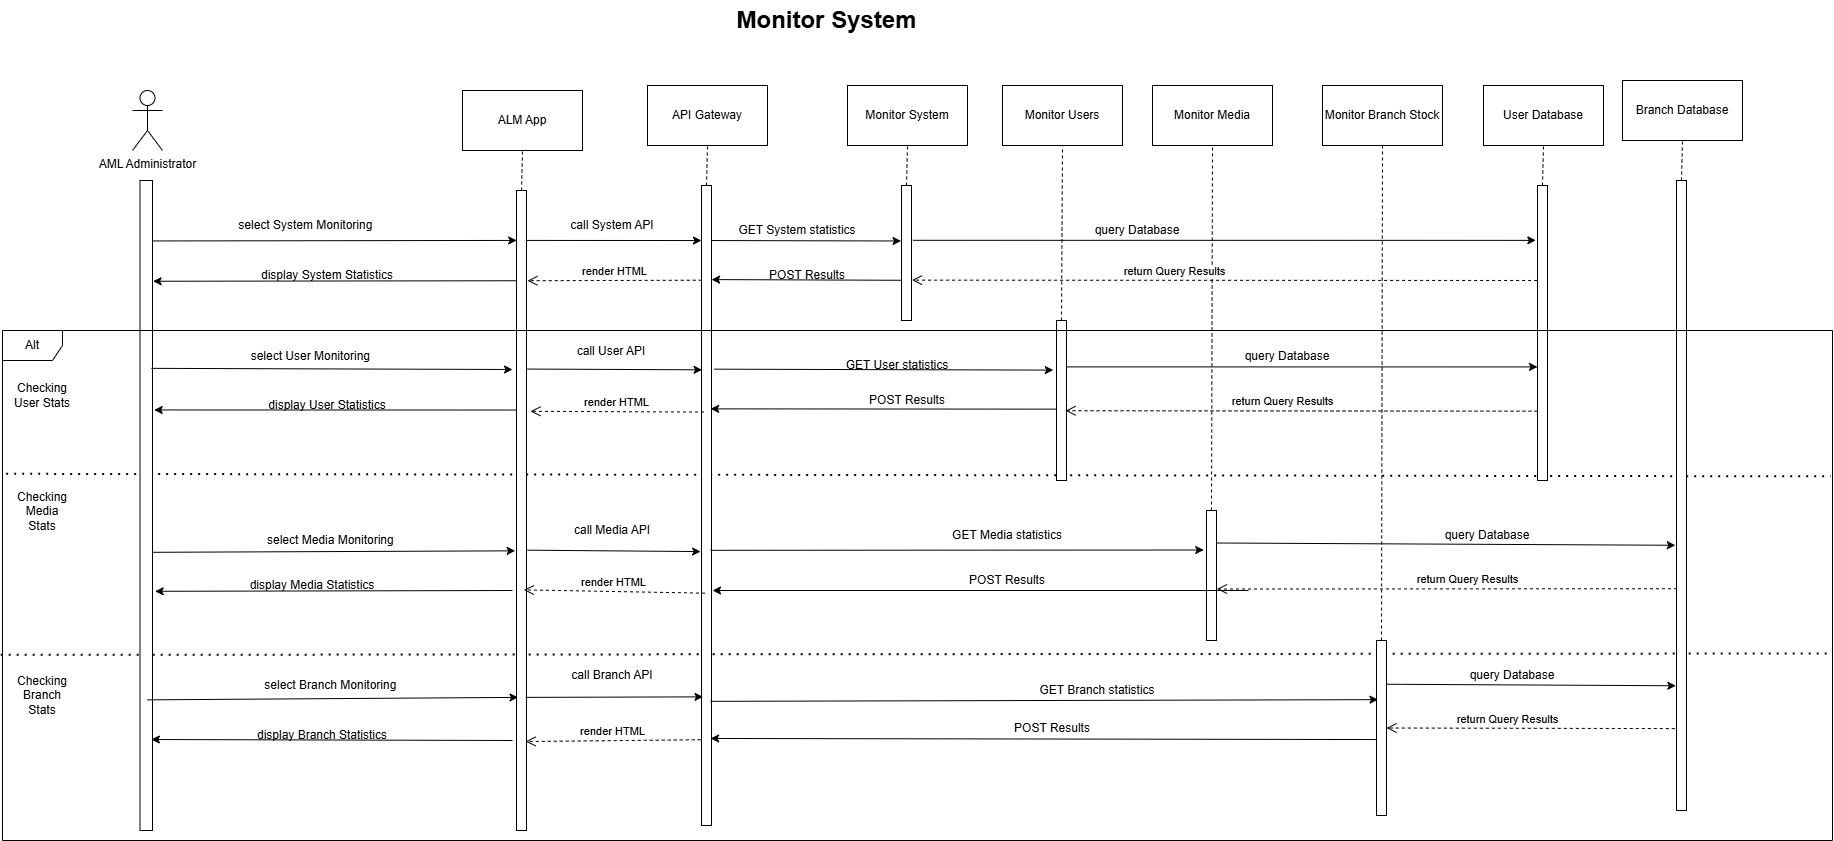 Monitor System
AML Administrator
ALM App
API Gateway
Monitor System
Monitor Users
Monitor Media
Monitor Branch Stock
User Database
Branch Database
select System Monitoring
call System API
GET System statistics
query Database
display System Statistics
render HTML
POST Results
return Query Results
Alt
Checking
User Stats
select User Monitoring
call User API
GET User statistics
query Database
display User Statistics
render HTML
POST Results
return Query Results
Checking
Media
Stats
select Media Monitoring
call Media API
GET Media statistics
query Database
display Media Statistics
render HTML
POST Results
return Query Results
Checking
Branch
Stats
select Branch Monitoring
call Branch API
GET Branch statistics
query Database
display Branch Statistics
render HTML
POST Results
return Query Results